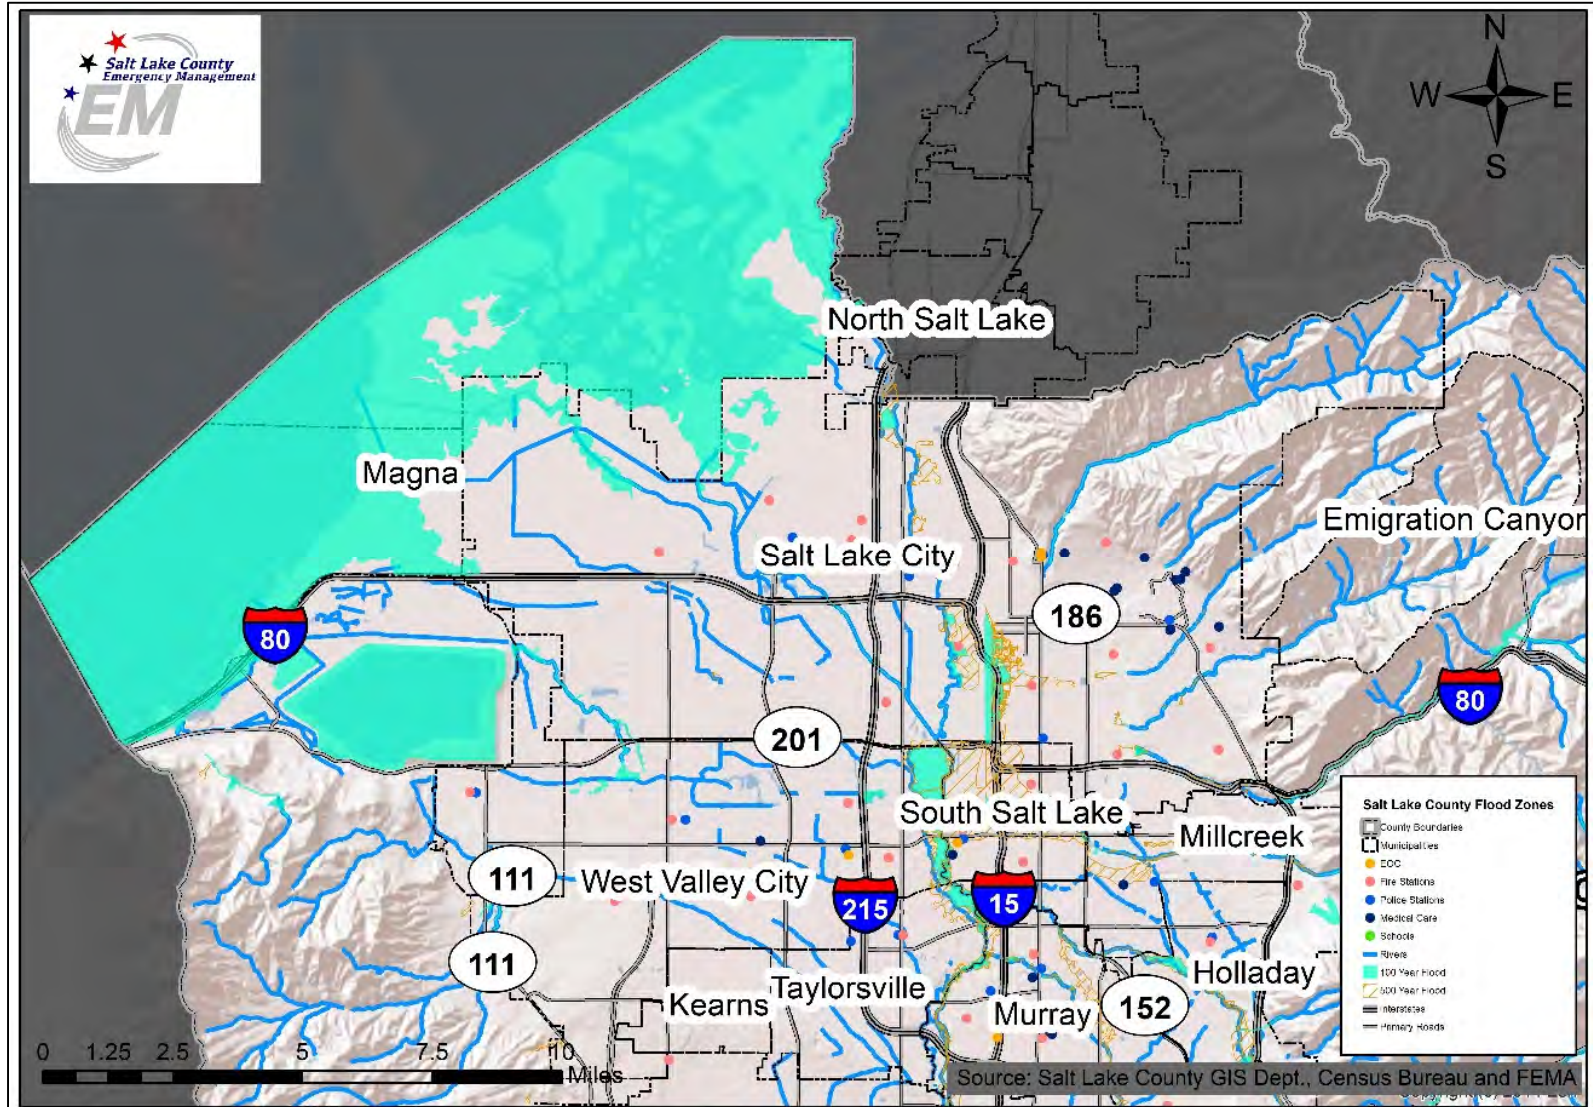 Salt Lake County
Emergency Management
EM
N
W E
S
North Salt Lake
Magna
Emigration Canyon
Salt Lake City
186
80
80
201
South Salt Lake
Millcreek
111
West Valley City
215
15
111
Holladay
Taylorsville
Kearns
Murray
152
Salt Lake County Flood Zones
County Boundaries
Municipalities
EOC
Fire Stations
Police Stations
Medical Care
Schools
Rivers
100 Year Flood
500 Year Flood
Interstates
Primary Roads
0 1.25 2.5 5 7.5 10
Miles
Source: Salt Lake County GIS Dept., Census Bureau and FEMA